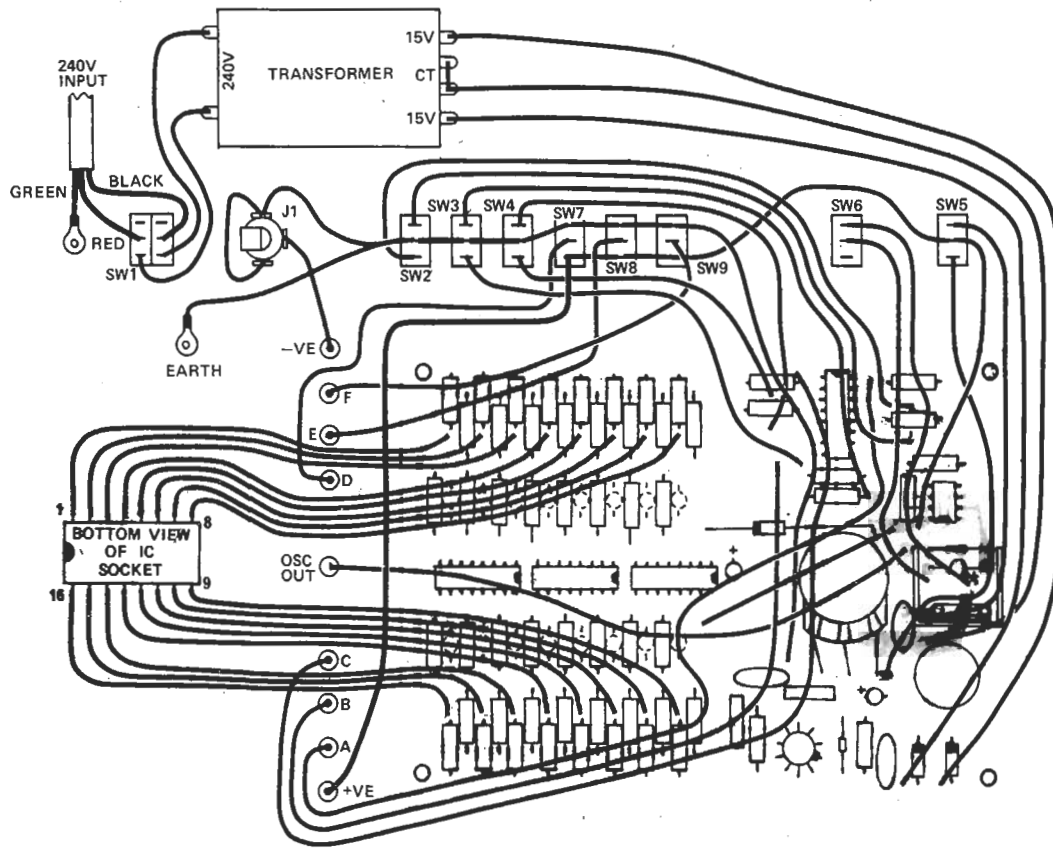 240V
INPUT
240V
TRANSFORMER
15V
CT
15V
GREEN
BLACK
RED
SW1
J1
SW3
SW4
SW7
SW6
SW5
SW2
SW8
SW9
EARTH
–VE
F
E
D
1
8
BOTTOM VIEW
OF IC
SOCKET
16
9
OSC
OUT
+
C
B
A
+VE
+